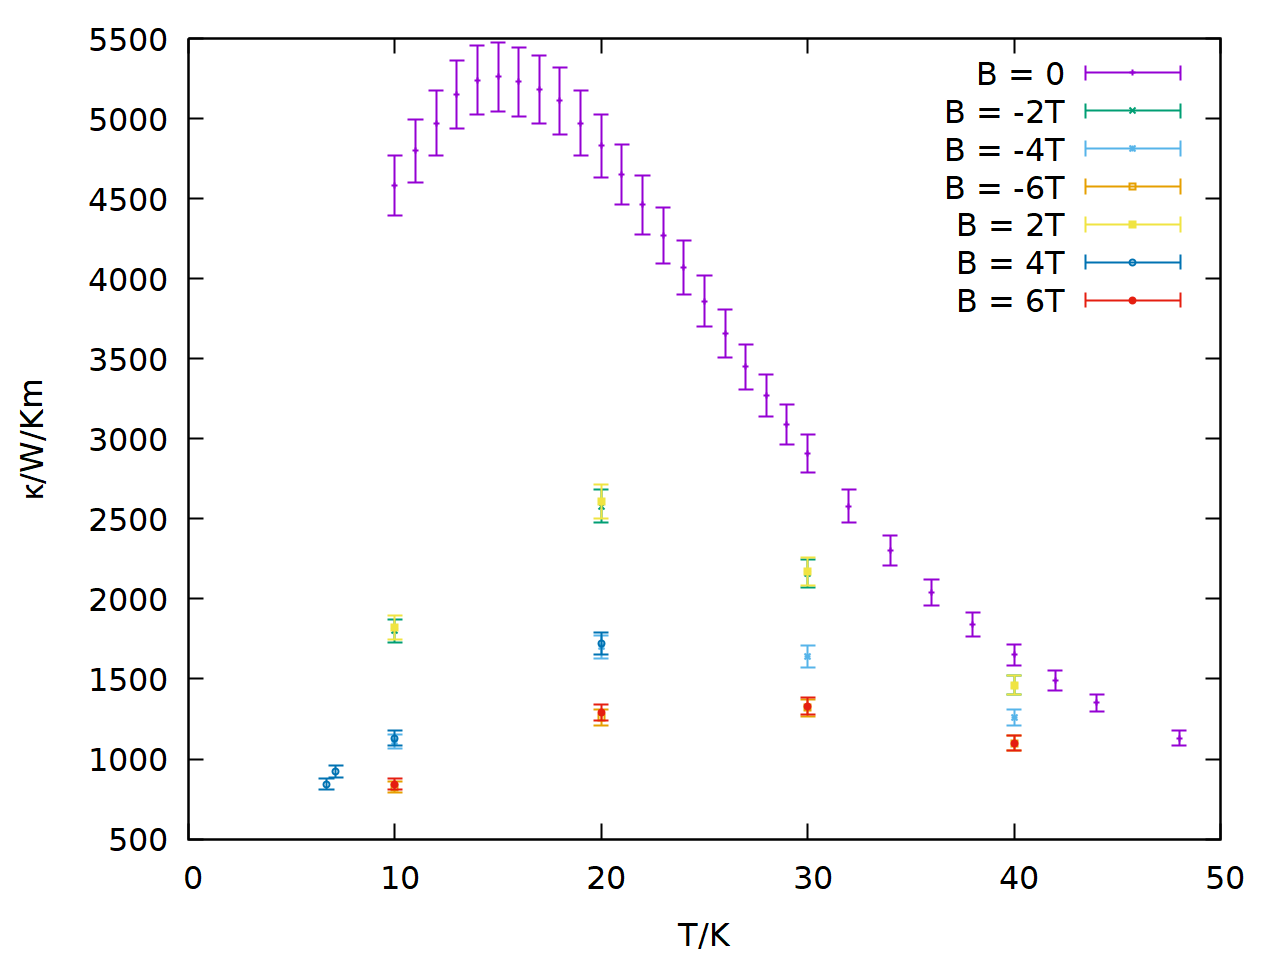 5500
5000
4500
4000
3500
3000
2500
2000
1500
1000
500
κ/W/Km
B = 0
B = -2T
B = -4T
B = -6T
B = 2T
B = 4T
B = 6T
0 10 20 30 40 50
T/K